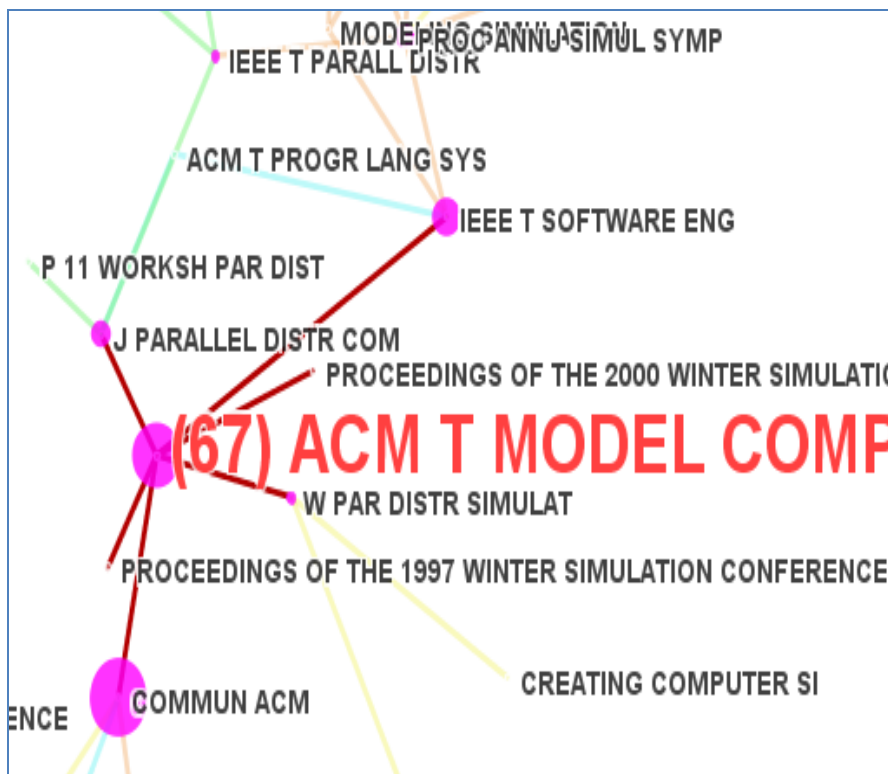 MODELING SIMULATION
PROC ANNU SIMUL SYMP
IEEE T PARALL DISTR
ACM T PROGR LANG SYS
IEEE T SOFTWARE ENG
P 11 WORKSH PAR DIST
J PARALLEL DISTR COM
PROCEEDINGS OF THE 2000 WINTER SIMULATIO
(67) ACM T MODEL COMP
W PAR DISTR SIMULAT
PROCEEDINGS OF THE 1997 WINTER SIMULATION CONFERENCE
CREATING COMPUTER SI
COMMUN ACM
ENCE